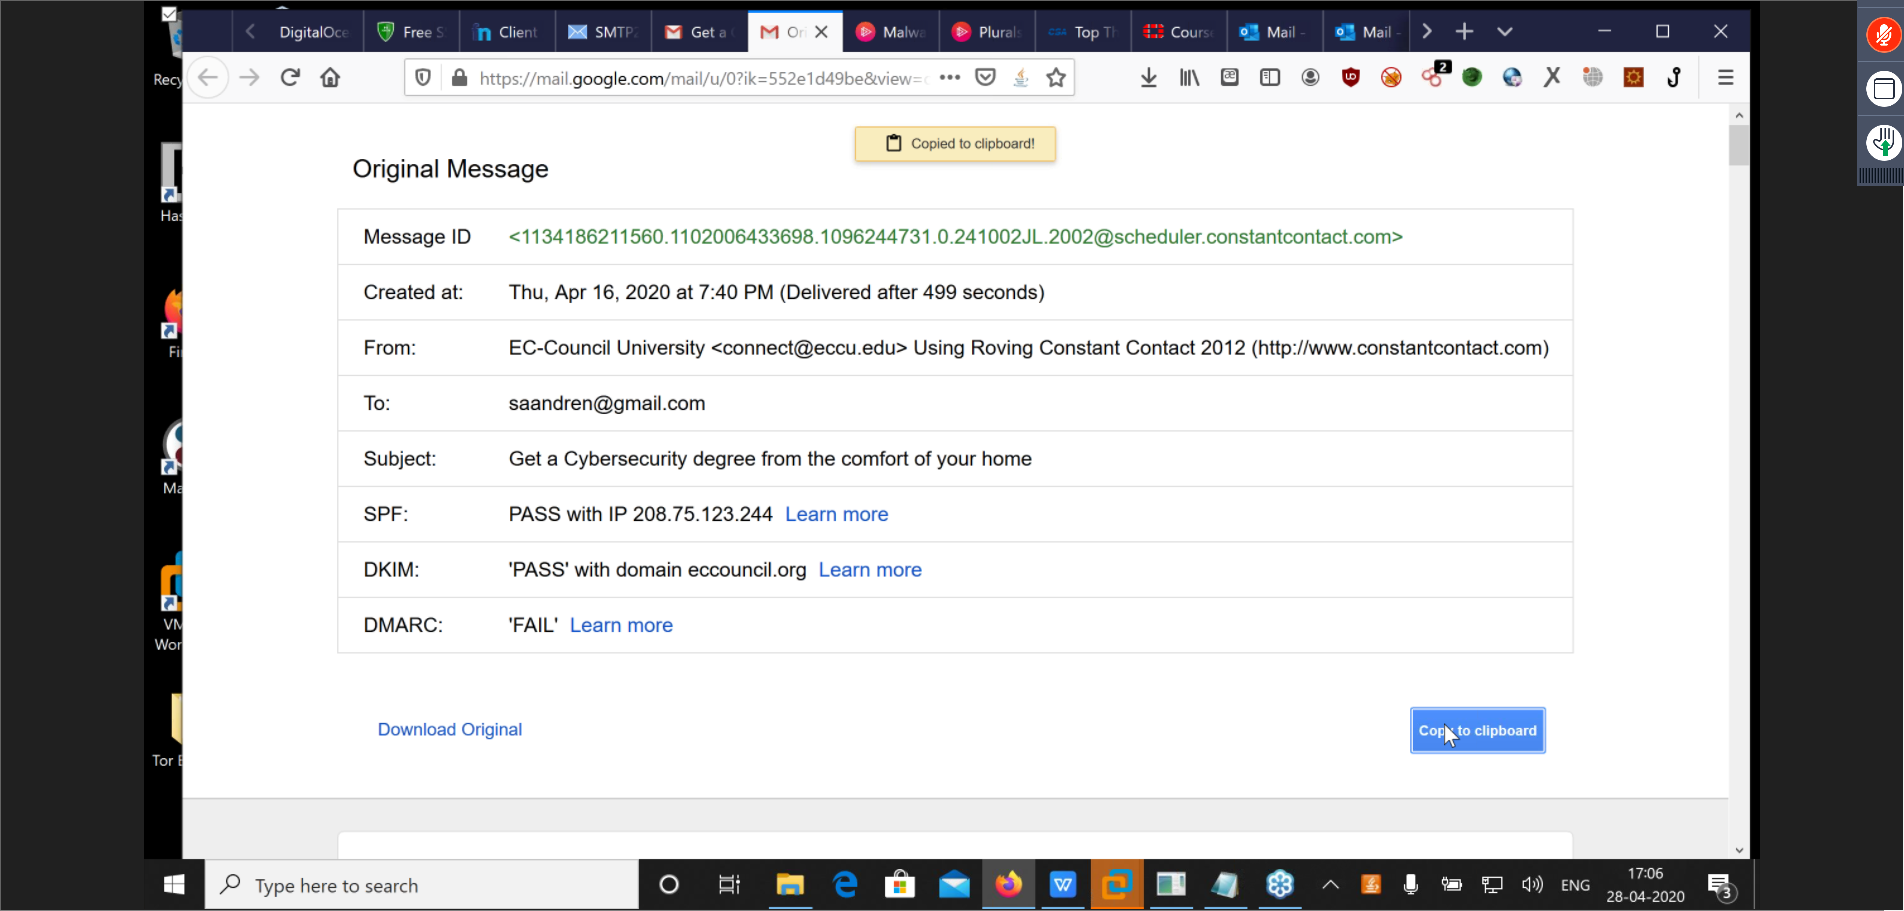 DigitalOce
Free S
Client
SMTP2
Get a
Ori
Malwa
Plurals
Top Th
Course
Mail -
Mail -
https://mail.google.com/mail/u/0?ik=552e1d49be&view=
2
Recy
Copied to clipboard!
Original Message
Message ID <1134186211560.1102006433698.1096244731.0.241002JL.2002@scheduler.constantcontact.com>
Has
Created at: Thu, Apr 16, 2020 at 7:40 PM (Delivered after 499 seconds)
From: EC-Council University <connect@eccu.edu> Using Roving Constant Contact 2012 (http://www.constantcontact.com)
Fi
To: saandren@gmail.com
Subject: Get a Cybersecurity degree from the comfort of your home
Ma
SPF: PASS with IP 208.75.123.244 Learn more
DKIM: 'PASS' with domain eccouncil.org Learn more
DMARC: 'FAIL' Learn more
VM
Wor
Download Original
Copy to clipboard
Tor B
Type here to search
ENG
17:06
28-04-2020
3